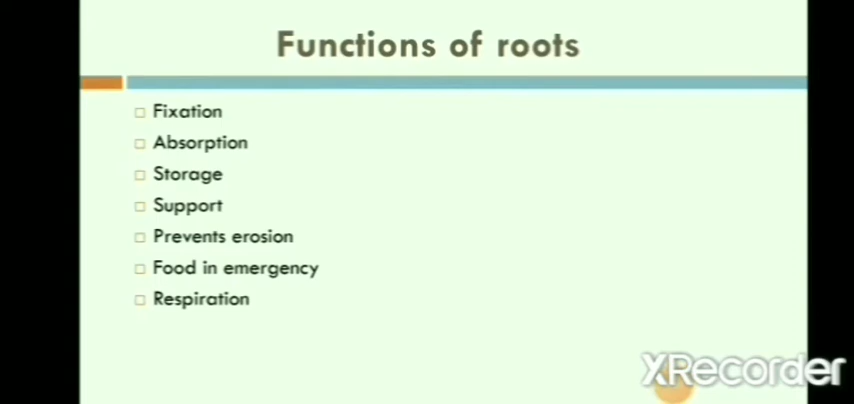 Functions of roots
Fixation
Absorption
Storage
Support
Prevents erosion
Food in emergency
Respiration
XRecorder